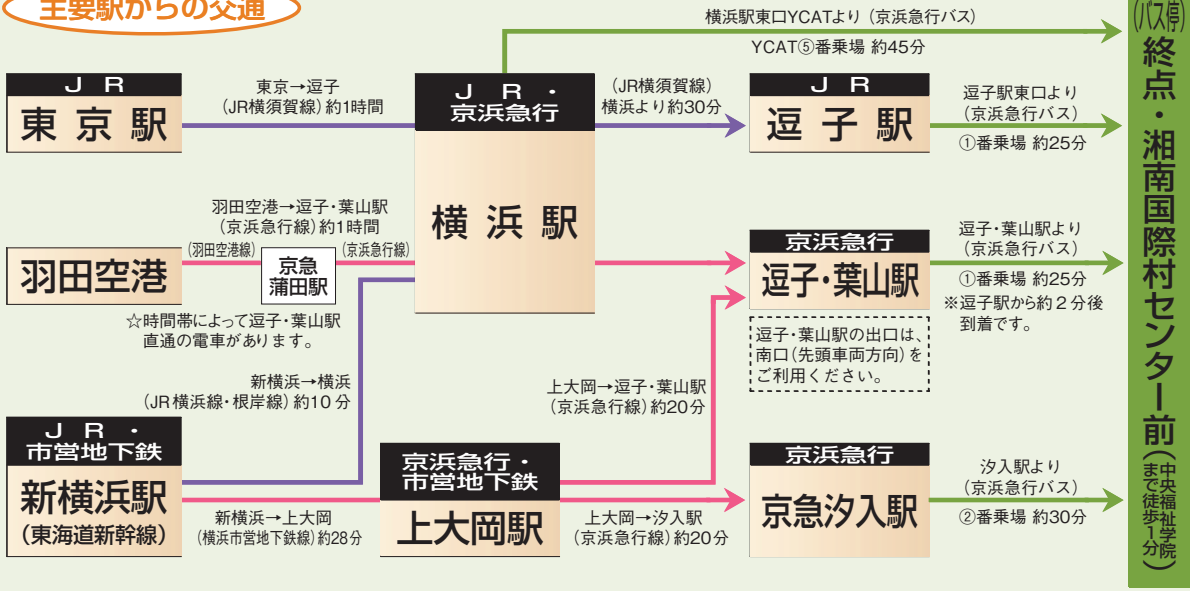 主要駅からの交通
横浜駅東口YCATより（京浜急行バス）
YCAT⑤番乗場 約45分
JR
東京駅
東京→逗子
（JR横須賀線）約1時間
JR・
京浜急行
横浜駅
（JR横須賀線）
横浜より約30分
JR
逗子駅
逗子駅東口より
（京浜急行バス）
①番乗場 約25分
羽田空港→逗子・葉山駅
（京浜急行線）約1時間
羽田空港
（羽田空港線）
京急
蒲田駅
（京浜急行線）
☆時間帯によって逗子・葉山駅
直通の電車があります。
京浜急行
逗子・葉山駅
逗子・葉山駅より
（京浜急行バス）
①番乗場 約25分
※逗子駅から約2分後
到着です。
逗子・葉山駅の出口は、
南口（先頭車両方向）を
ご利用ください。
新横浜→横浜
（JR横浜線・根岸線）約10分
上大岡→逗子・葉山駅
（京浜急行線）約20分
JR・
市営地下鉄
新横浜駅
（東海道新幹線）
新横浜→上大岡
（横浜市営地下鉄線）約28分
京浜急行・
市営地下鉄
上大岡駅
上大岡→汐入駅
（京浜急行線）約20分
京浜急行
京急汐入駅
汐入駅より
（京浜急行バス）
②番乗場 約30分
（バス停）
終点・湘南国際村センター前
（中央福祉学院
まで徒歩1分）